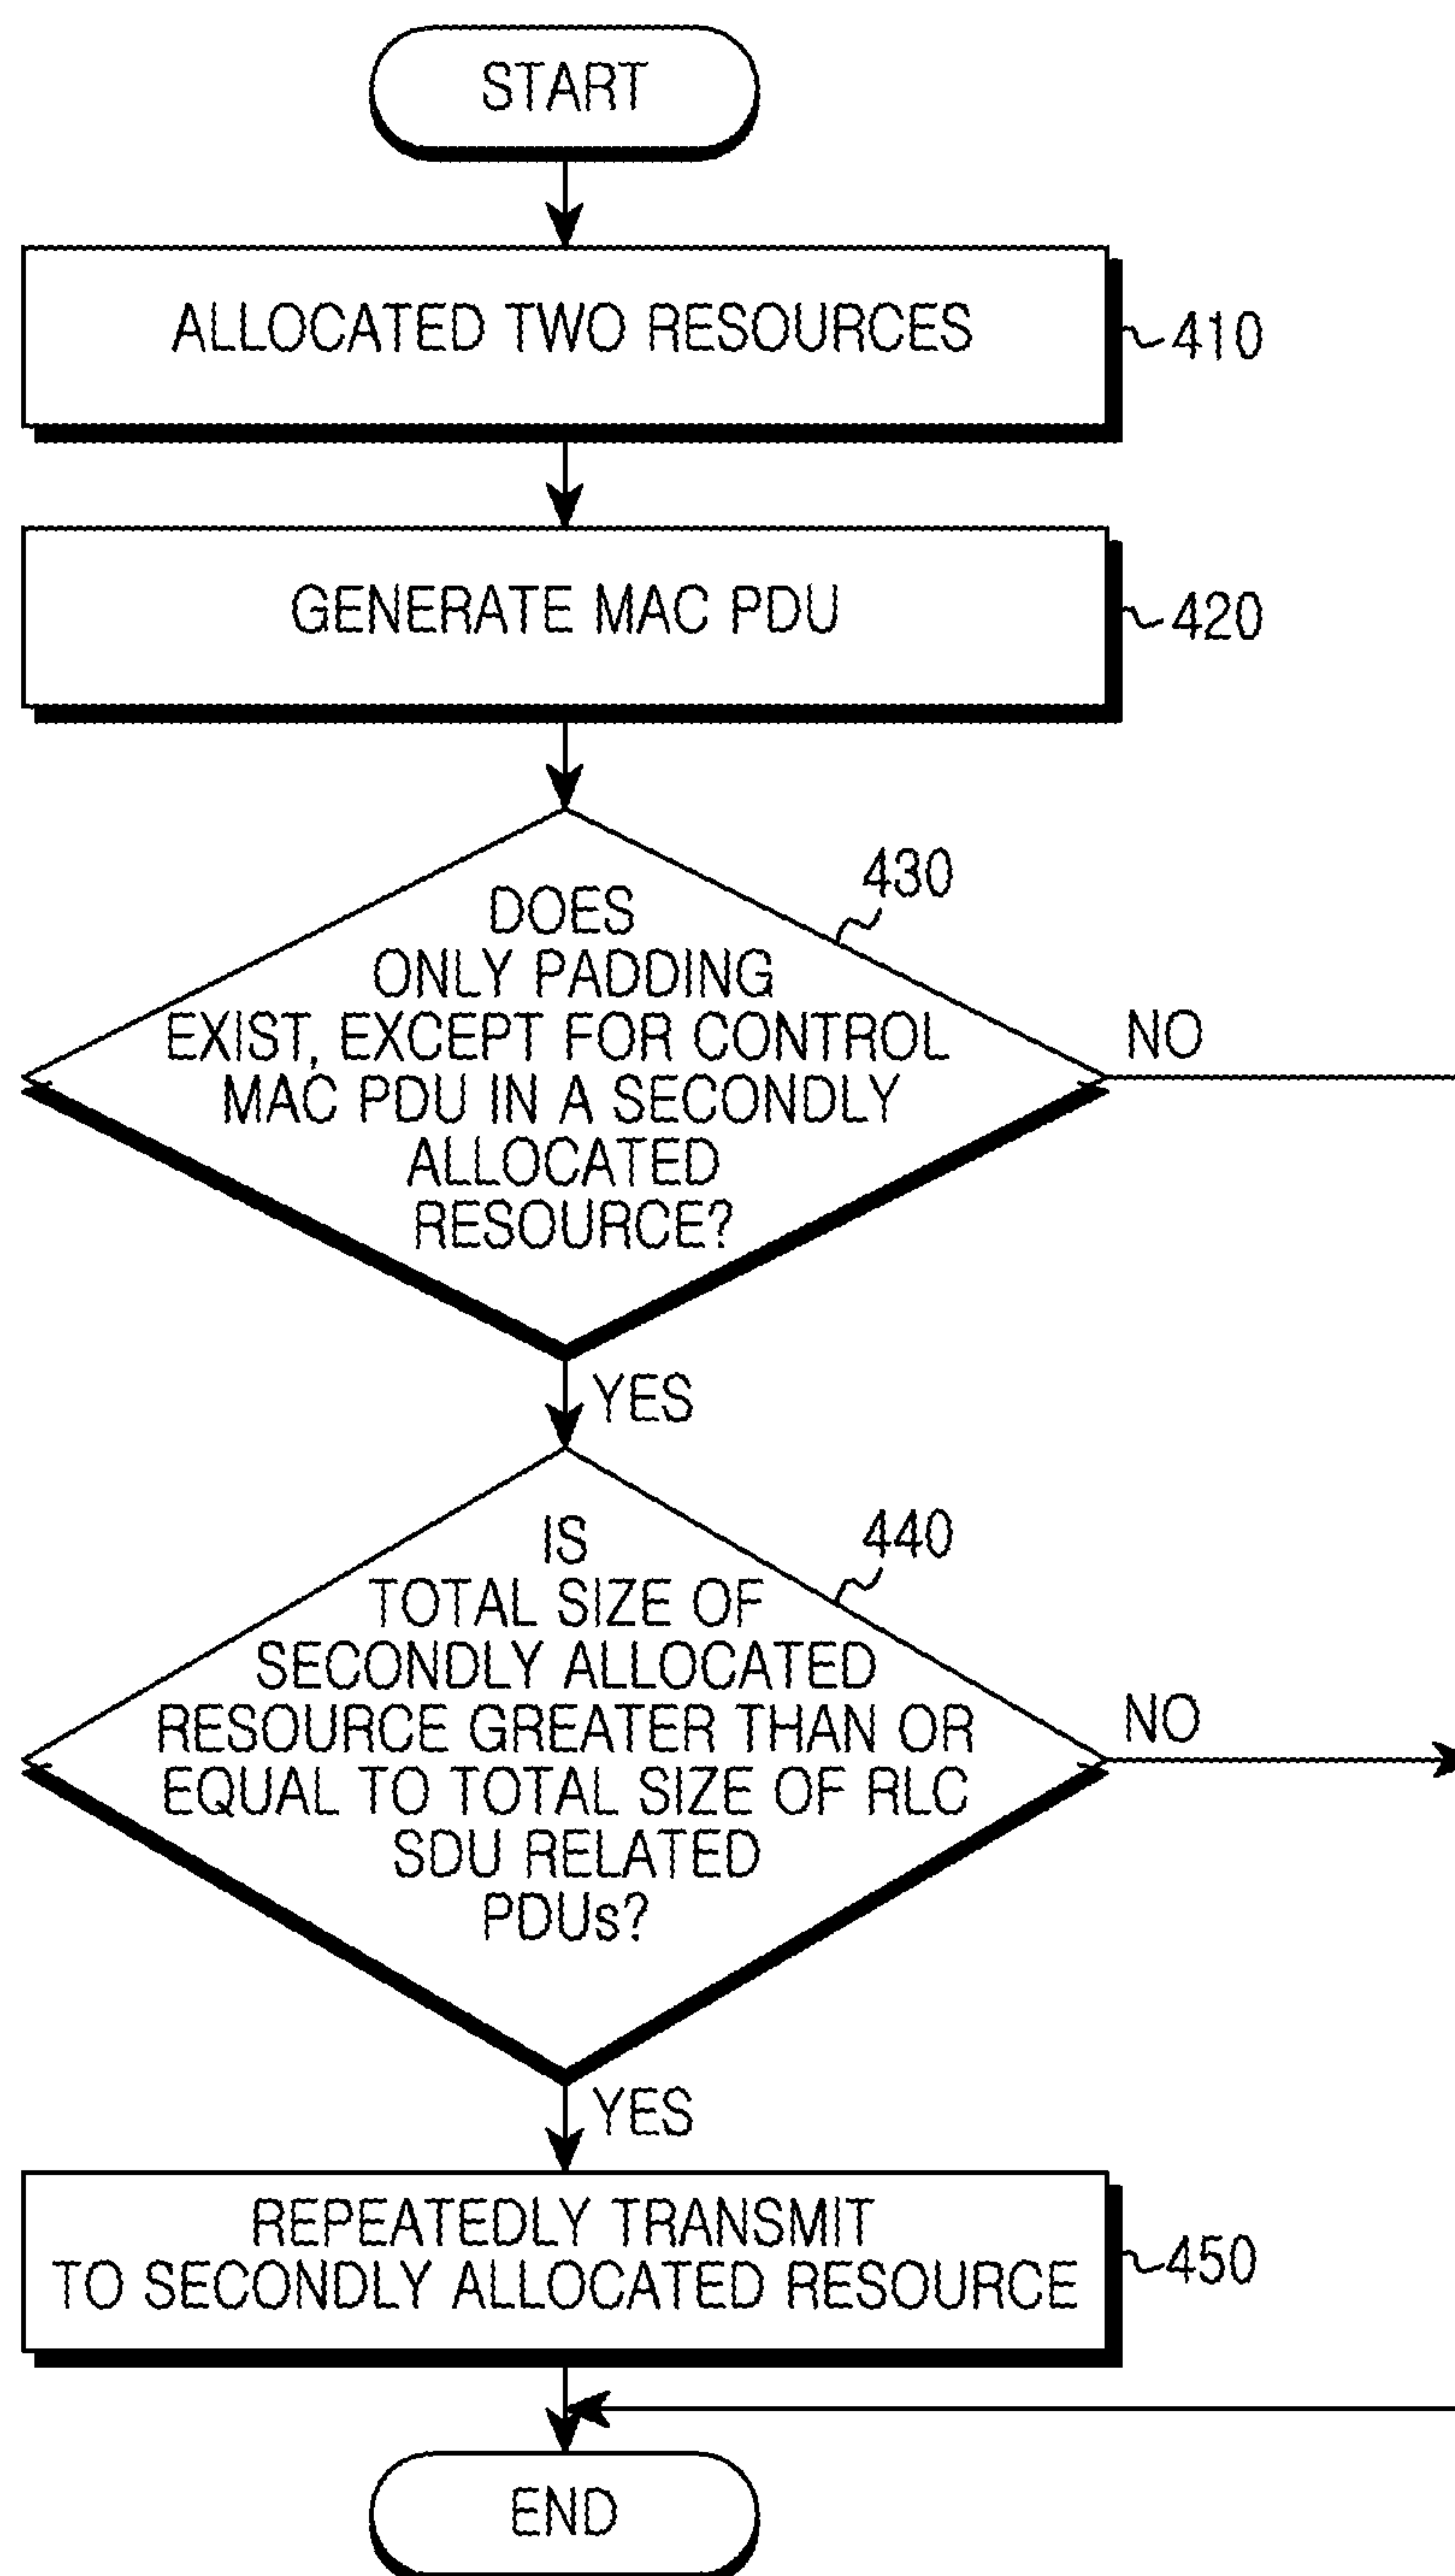 START
ALLOCATED TWO RESOURCES
410
GENERATE MAC PDU
420
430
DOES
ONLY PADDING
EXIST, EXCEPT FOR CONTROL
MAC PDU IN A SECONDLY
ALLOCATED
RESOURCE?
NO
YES
440
IS
TOTAL SIZE OF
SECONDLY ALLOCATED
RESOURCE GREATER THAN OR
EQUAL TO TOTAL SIZE OF RLC
SDU RELATED
PDUs?
NO
YES
REPEATEDLY TRANSMIT
TO SECONDLY ALLOCATED RESOURCE
450
END